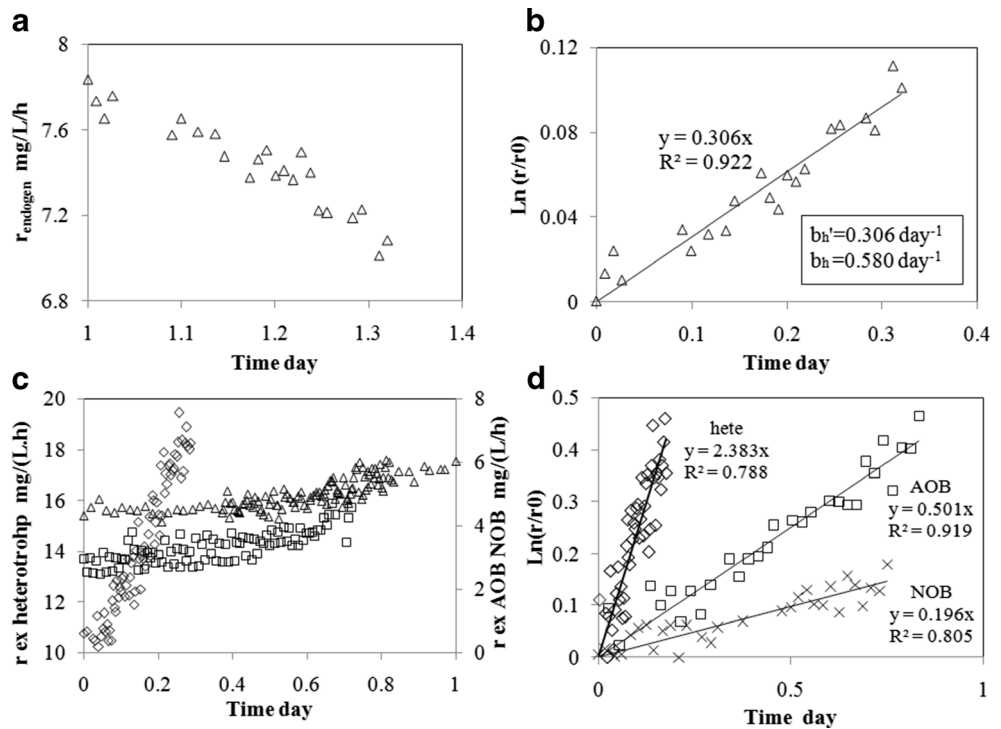 a
8
7.6
7.2
6.8
r endogen mg/L/h
1
1.1
1.2
1.3
1.4
Time day
b
0.12
0.08
0.04
0
Ln (r/r0)
y = 0.306x
R² = 0.922
bh'=0.306 day-1
bh=0.580 day-1
0
0.1
0.2
0.3
0.4
Time day
c
20
18
16
14
12
10
r ex heterotrohp mg/(L.h)
8
6
4
2
0
r ex AOB NOB mg/(L/h)
0
0.2
0.4
0.6
0.8
1
Time day
d
0.5
0.4
0.3
0.2
0.1
0
Ln(r/r0)
hete
y = 2.383x
R² = 0.788
AOB
y = 0.501x
R² = 0.919
NOB
y = 0.196x
R² = 0.805
0
0.5
1
Time day